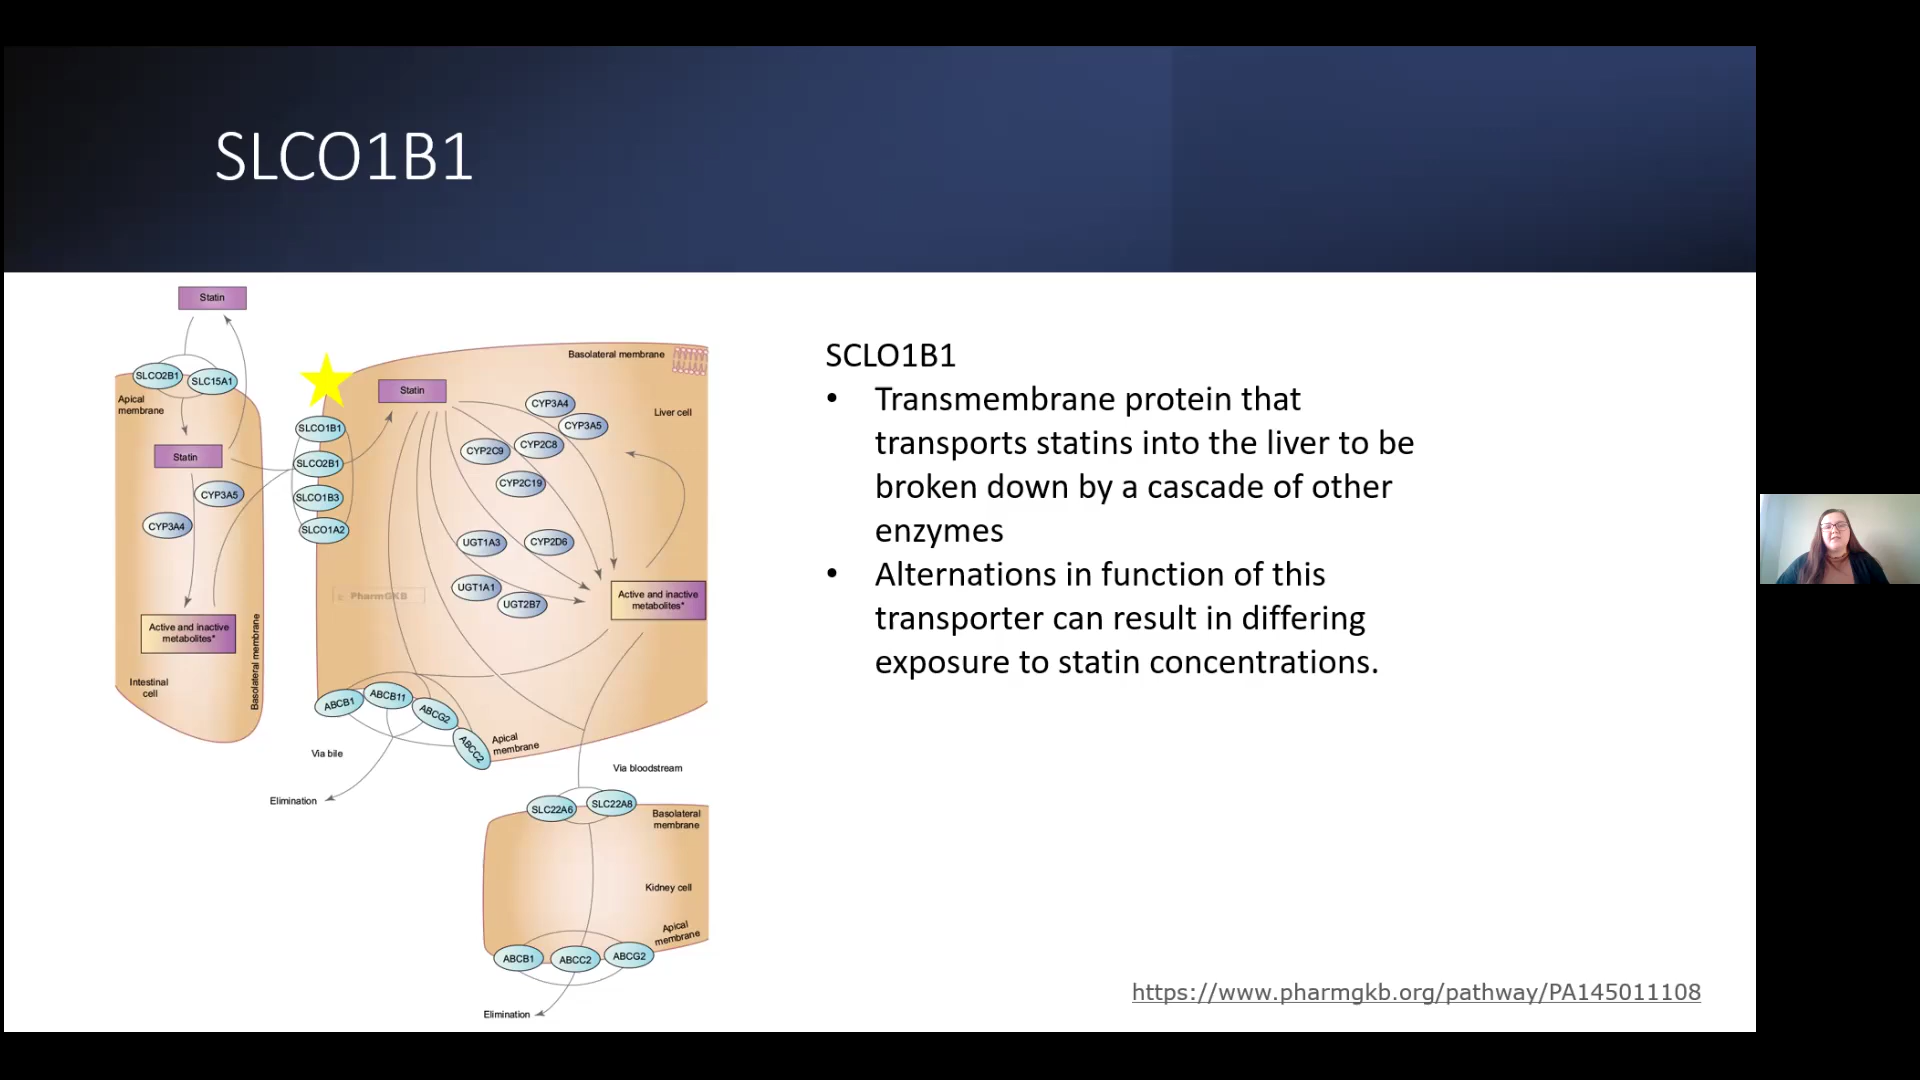 SLCO1B1
Statin
SLCO2B1
SLC15A1
Apical
membrane
Statin
CYP3A5
CYP3A4
Active and inactive
metabolites*
Intestinal
cell
Basolateral membrane
SLCO1B1
SLCO2B1
SLCO1B3
SLCO1A2
Statin
Basolateral membrane
Liver cell
CYP3A4
CYP3A5
CYP2C9
CYP2C8
CYP2C19
UGT1A3
CYP2D6
UGT1A1
UGT2B7
Active and inactive
metabolites*
c PharmGKB
ABCB1
ABCB11
ABCG2
ABCC2
Apical
membrane
Via bile
Elimination
Via bloodstream
SLC22A6
SLC22A8
Basolateral
membrane
Kidney cell
Apical
membrane
ABCB1
ABCC2
ABCG2
Elimination
SCLO1B1
• Transmembrane protein that
transports statins into the liver to be
broken down by a cascade of other
enzymes
• Alternations in function of this
transporter can result in differing
exposure to statin concentrations.
https://www.pharmgkb.org/pathway/PA145011108